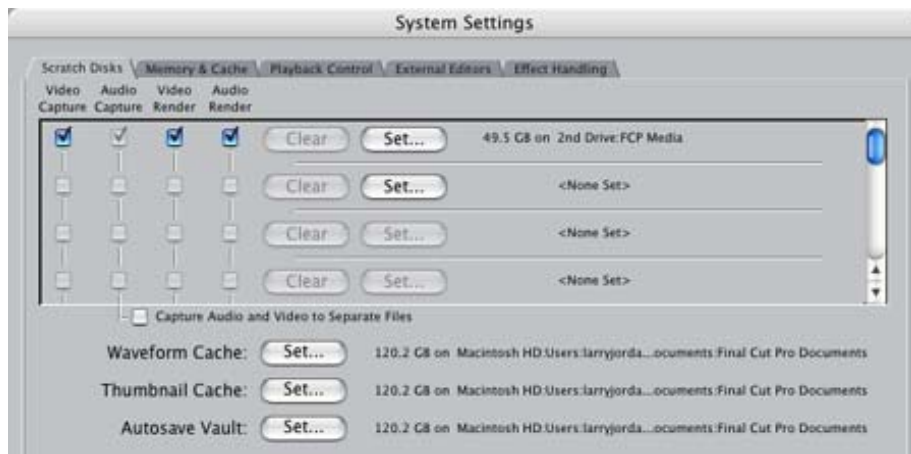 System Settings
Scratch Disks Memory & Cache Playback Control External Editors Effect Handling
Video Capture Audio Capture Video Render Audio Render
Clear Set... 49.5 GB on 2nd Drive:FCP Media
Clear Set... <None Set>
Clear Set... <None Set>
Clear Set... <None Set>
Capture Audio and Video to Separate Files
Waveform Cache: Set... 120.2 GB on Macintosh HD:Users:larryjorda...ocuments:Final Cut Pro Documents
Thumbnail Cache: Set... 120.2 GB on Macintosh HD:Users:larryjorda...ocuments:Final Cut Pro Documents
Autosave Vault: Set... 120.2 GB on Macintosh HD:Users:larryjorda...ocuments:Final Cut Pro Documents